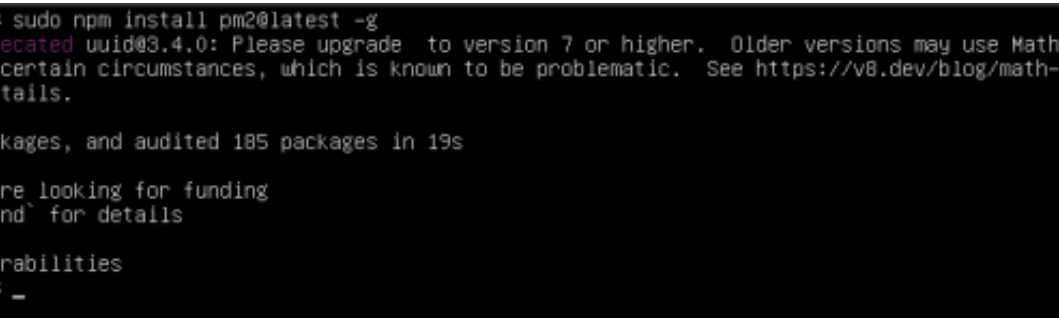 sudo npm install pm2@latest -g
ecated uuid@3.4.0: Please upgrade  to version 7 or higher.  Older versions may use Math
certain circumstances, which is known to be problematic.  See https://v8.dev/blog/math-
tails.
kages, and audited 185 packages in 19s
re looking for funding
nd` for details
rabilities
_